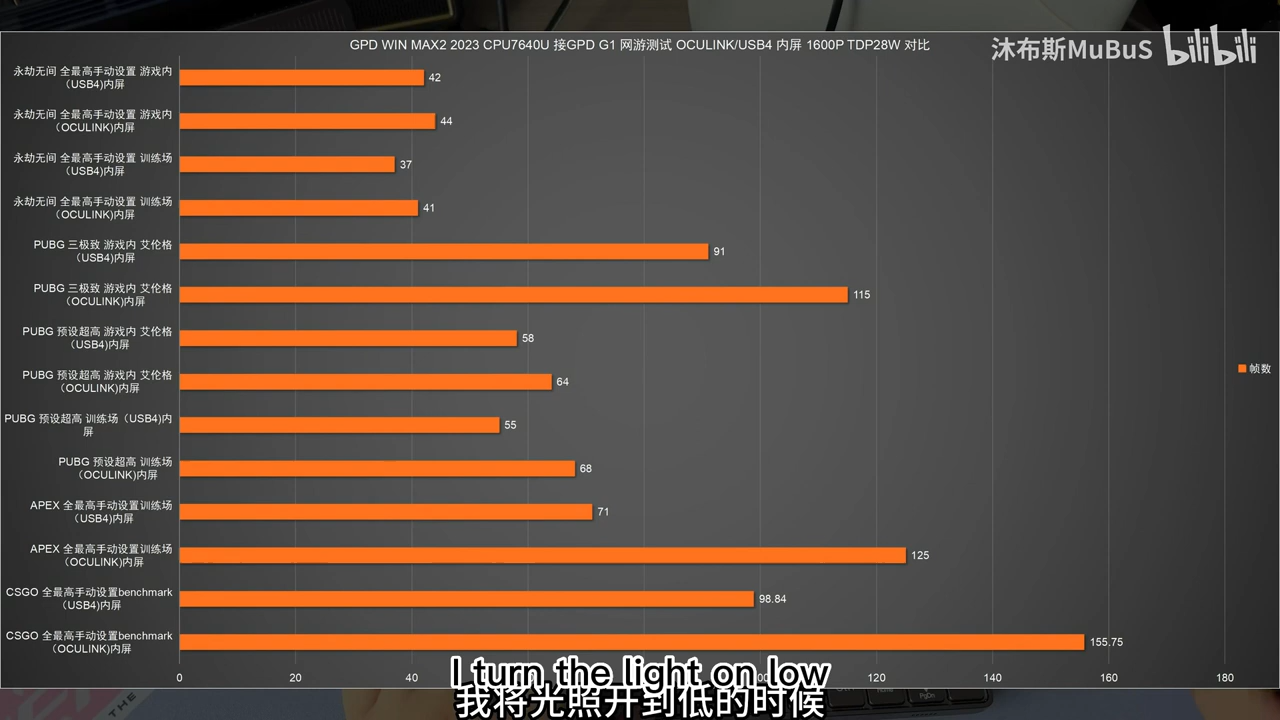 GPD WIN MAX2 2023 CPU7640U 接GPD G1 网游测试 OCULINK/USB4 内屏 1600P TDP28W 对比
沐布斯MuBuS bilibili
永劫无间 全最高手动设置 游戏内
（USB4)内屏
42
永劫无间 全最高手动设置 游戏内
（OCULINK)内屏
44
永劫无间 全最高手动设置 训练场
（USB4)内屏
37
永劫无间 全最高手动设置 训练场
（OCULINK)内屏
41
PUBG 三极致 游戏内 艾伦格
（USB4)内屏
91
PUBG 三极致 游戏内 艾伦格
（OCULINK)内屏
115
PUBG 预设超高 游戏内 艾伦格
（USB4)内屏
58
PUBG 预设超高 游戏内 艾伦格
（OCULINK)内屏
64
PUBG 预设超高 训练场（USB4)内
屏
55
PUBG 预设超高 训练场
（OCULINK)内屏
68
APEX 全最高手动设置训练场
（USB4)内屏
71
APEX 全最高手动设置训练场
（OCULINK)内屏
125
CSGO 全最高手动设置benchmark
（USB4)内屏
98.84
CSGO 全最高手动设置benchmark
（OCULINK)内屏
155.75
帧数
0 20 40 120 140 160 180
I turn the light on low
我将光照开到低的时候
THE
Home
PgDn